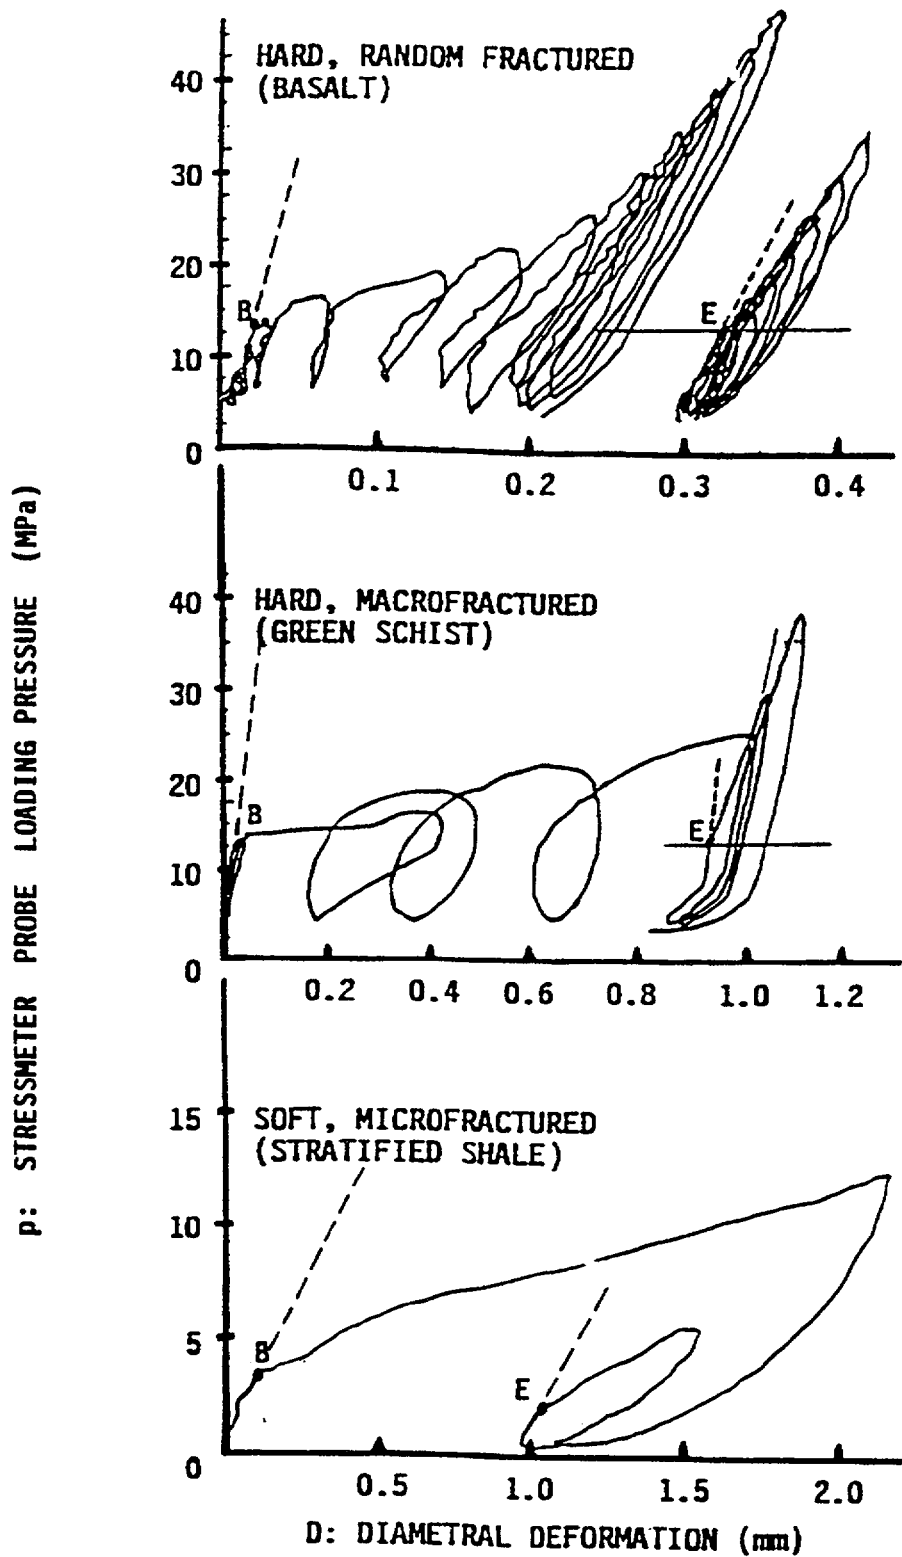 p: STRESSMETER PROBE LOADING PRESSURE (MPa)
HARD, RANDOM FRACTURED
(BASALT)
40
30
20
10
0
B
E
0.1 0.2 0.3 0.4
HARD, MACROFRACTURED
(GREEN SCHIST)
40
30
20
10
0
B
E
0.2 0.4 0.6 0.8 1.0 1.2
SOFT, MICROFRACTURED
(STRATIFIED SHALE)
15
10
5
0
B
E
0.5 1.0 1.5 2.0
D: DIAMETRAL DEFORMATION (mm)